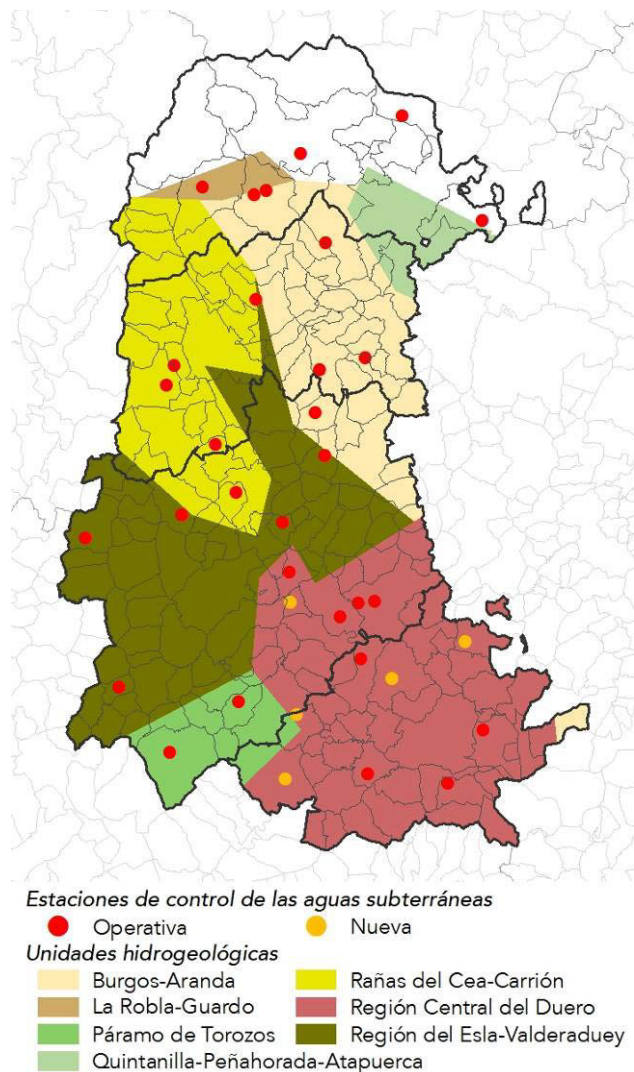 Estaciones de control de las aguas subterráneas
Operativa Nueva
Unidades hidrogeológicas
Burgos-Aranda Rañas del Cea-Carrión
La Robla-Guardo Región Central del Duero
Páramo de Torozos Región del Esla-Valderaduey
Quintanilla-Peñahorada-Atapuerca